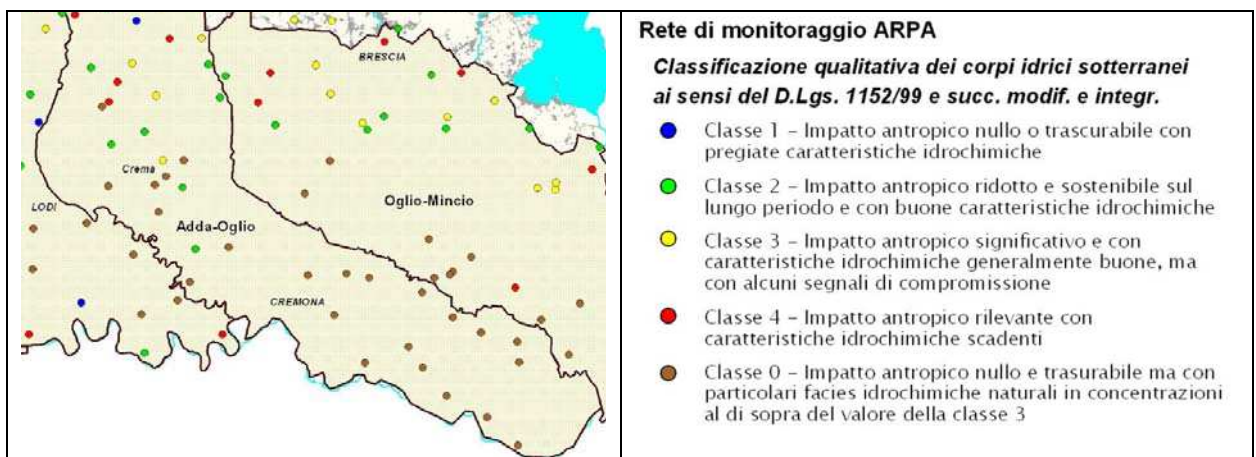 BRESCIA
Crema
LODI
Oglio-Mincio
Adda-Oglio
CREMONA
Rete di monitoraggio ARPA
Classificazione qualitativa dei corpi idrici sotterranei
ai sensi del D.Lgs. 1152/99 e succ. modif. e integr.
Classe 1 – Impatto antropico nullo o trascurabile con
pregiate caratteristiche idrochimiche
Classe 2 – Impatto antropico ridotto e sostenibile sul
lungo periodo e con buone caratteristiche idrochimiche
Classe 3 – Impatto antropico significativo e con
caratteristiche idrochimiche generalmente buone, ma
con alcuni segnali di compromissione
Classe 4 – Impatto antropico rilevante con
caratteristiche idrochimiche scadenti
Classe 0 – Impatto antropico nullo e trasurabile ma con
particolari facies idrochimiche naturali in concentrazioni
al di sopra del valore della classe 3